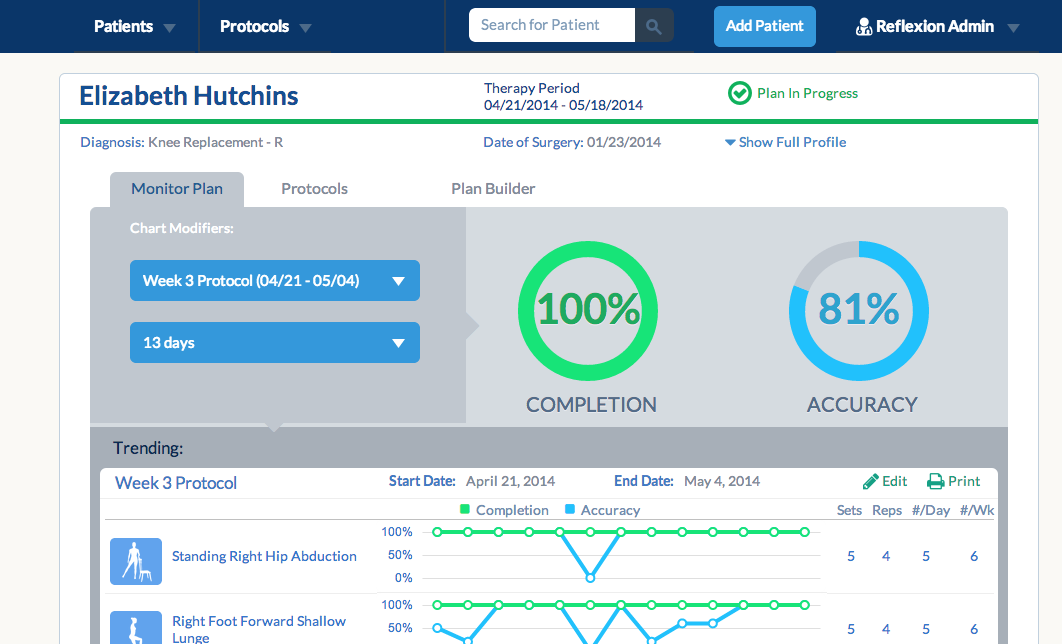 Patients Protocols Search for Patient Add Patient Reflexion Admin
Elizabeth Hutchins
Therapy Period
04/21/2014 - 05/18/2014
Plan In Progress
Diagnosis: Knee Replacement - R Date of Surgery: 01/23/2014 Show Full Profile
Monitor Plan Protocols Plan Builder
Chart Modifiers:
Week 3 Protocol (04/21 - 05/04)
13 days
100%
COMPLETION
81%
ACCURACY
Trending:
Week 3 Protocol Start Date: April 21, 2014 End Date: May 4, 2014 Edit Print
Completion Accuracy Sets Reps #/Day #/Wk
100%
50%
0%
Standing Right Hip Abduction 5 4 5 6
100%
50%
Right Foot Forward Shallow
Lunge 5 4 5 6